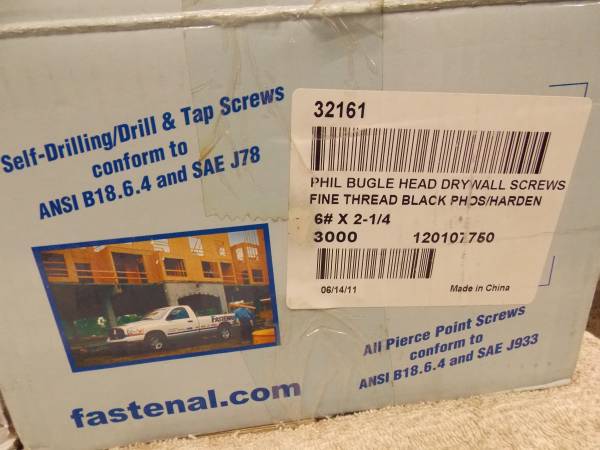 Self-Drilling/Drill & Tap Screws
conform to
ANSI B18.6.4 and SAE J78
32161
PHIL BUGLE HEAD DRYWALL SCREWS
FINE THREAD BLACK PHOS/HARDEN
6# X 2-1/4
3000 120107750
06/14/11 Made in China
FASTENAL
All Pierce Point Screws
conform to
ANSI B18.6.4 and SAE J933
fastenal.com